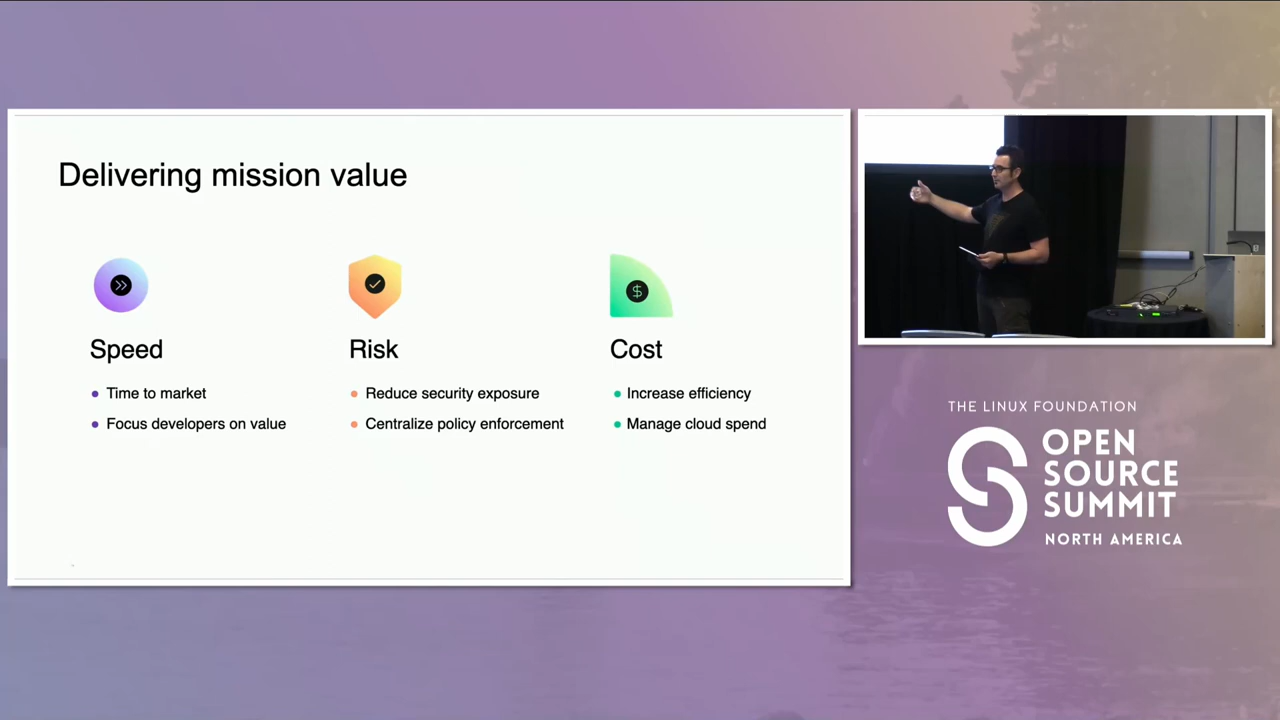 Delivering mission value
Speed
Time to market
Focus developers on value
Risk
Reduce security exposure
Centralize policy enforcement
Cost
$
Increase efficiency
Manage cloud spend
THE LINUX FOUNDATION
OPEN
SOURCE
SUMMIT
NORTH AMERICA